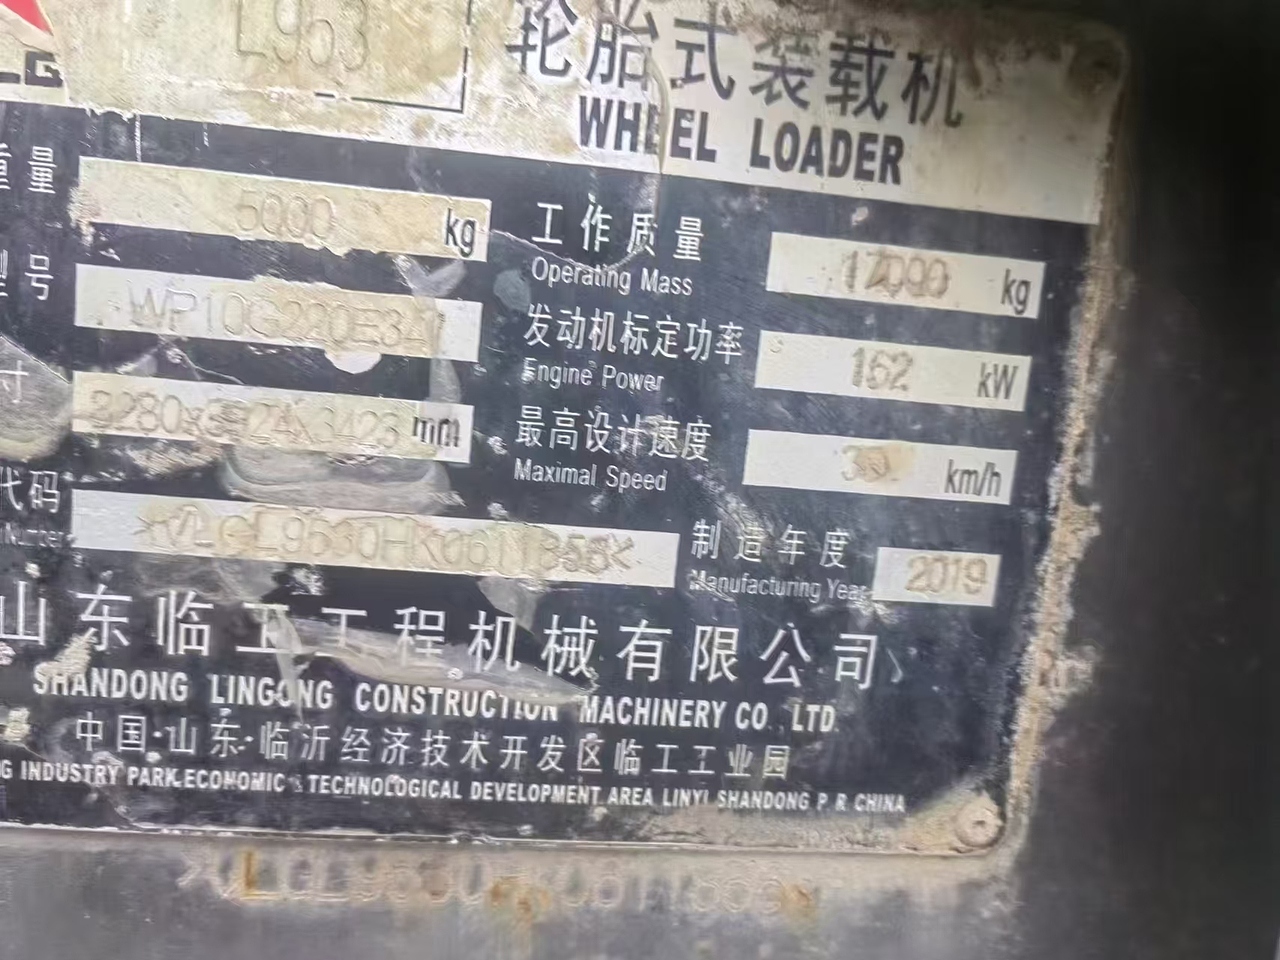 LG
L953
轮胎式装载机
WHEEL LOADER
重量 5000 kg
工作质量 Operating Mass kg
型号 WP10G220E34
发动机标定功率 Engine Power 162 kW
寸 mm
最高设计速度 Maximal Speed km/h
代码 Number
制造年度 Manufacturing Year 2019
山东临工工程机械有限公司
SHANDONG LINGONG CONSTRUCTION MACHINERY CO., LTD.
中国·山东·临沂经济技术开发区临工工业园
G INDUSTRY PARK.ECONOMIC & TECHNOLOGICAL DEVELOPMENT AREA LINYI SHANDONG P.R.CHINA